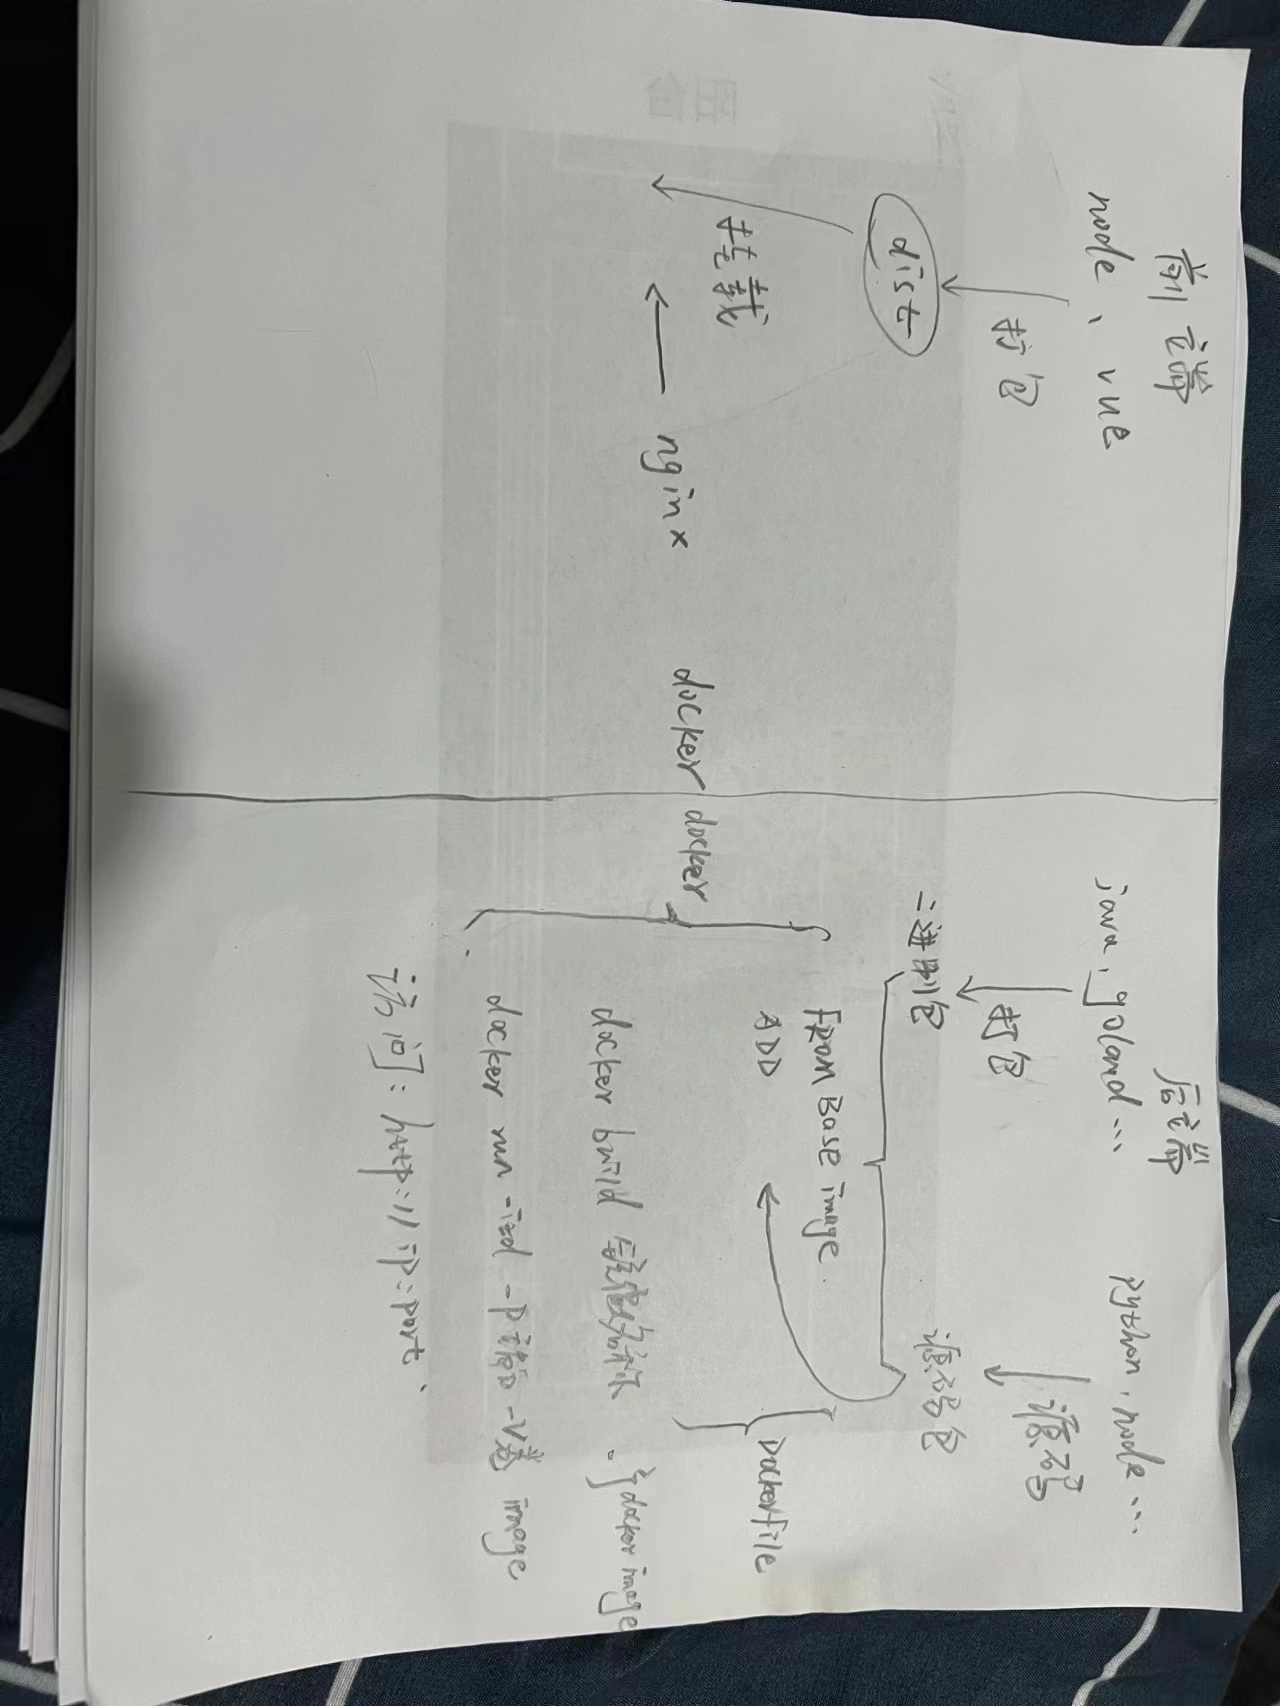 前端
node、vue
打包
dist
挂载
nginx
docker
后端
java, goland …
python, node …
打包
源码
二进制包
源码包
FROM Base image.
ADD
Dockerfile
docker
docker build 镜像名称 . } docker image
docker run -itd -p 端口 -v 卷 image
访问: http://ip:port.